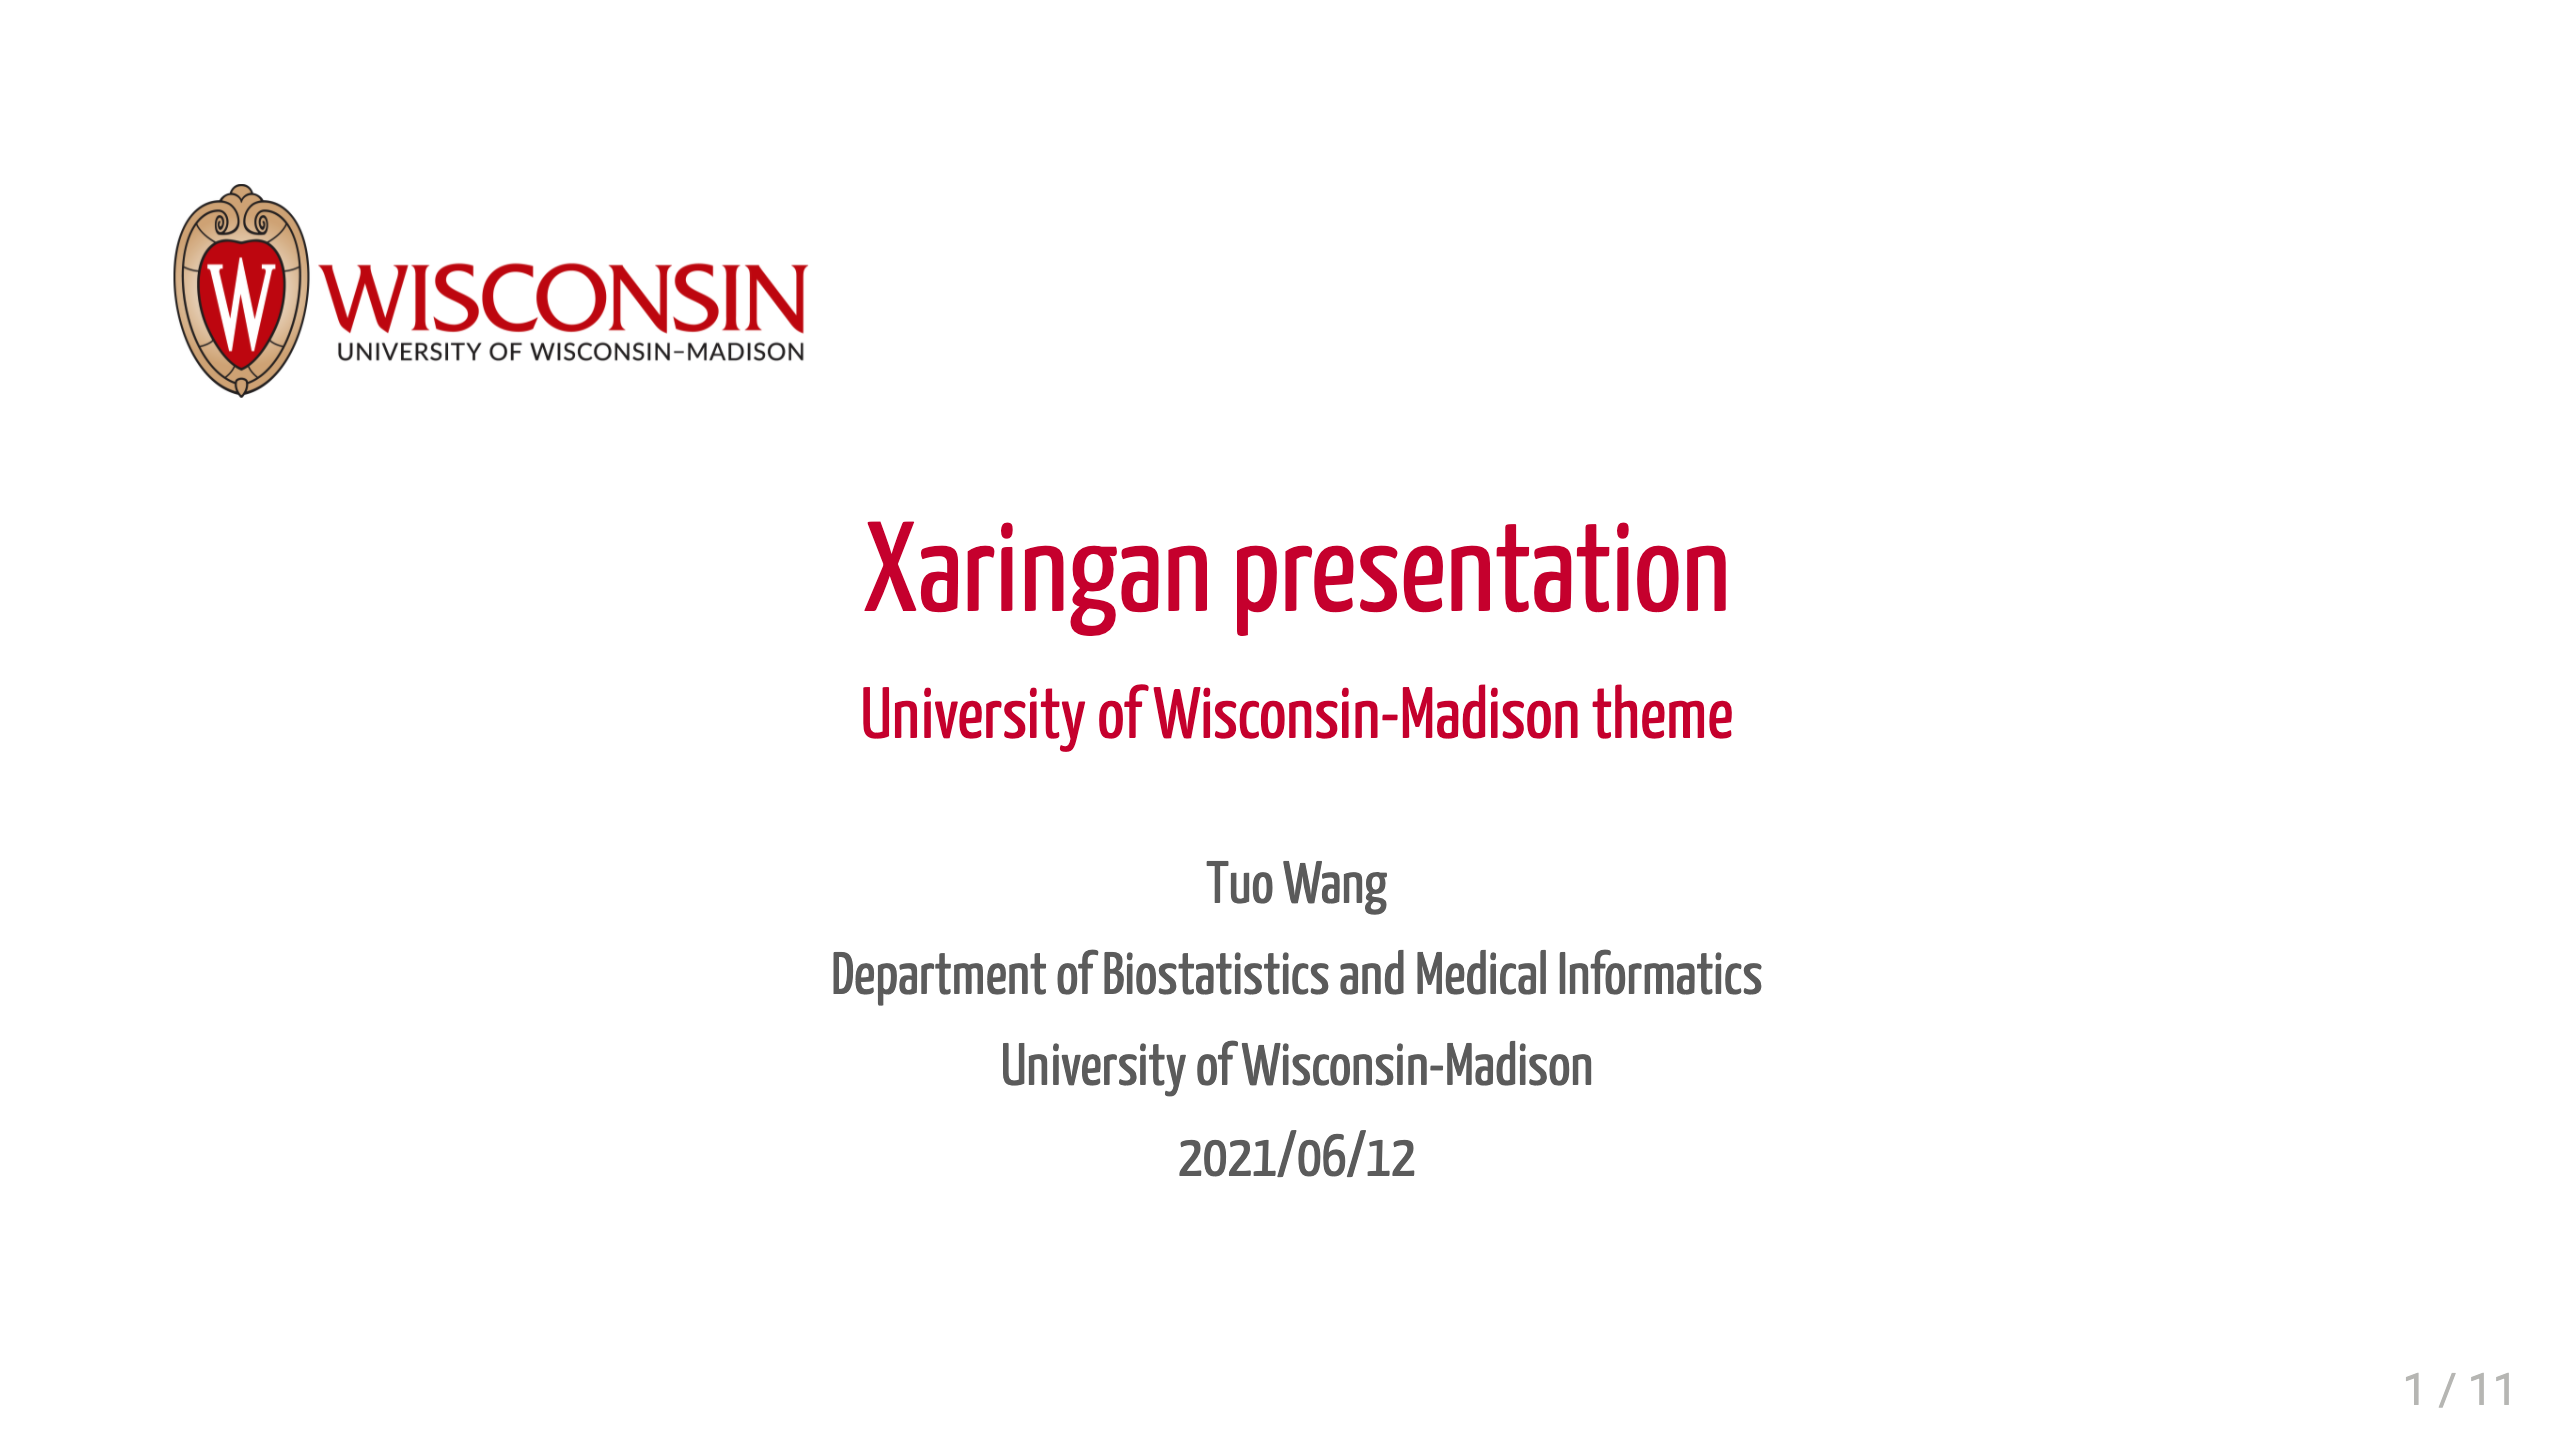 W
WISCONSIN
UNIVERSITY OF WISCONSIN–MADISON
Xaringan presentation
University of Wisconsin-Madison theme
Tuo Wang
Department of Biostatistics and Medical Informatics
University of Wisconsin-Madison
2021/06/12
1 / 11